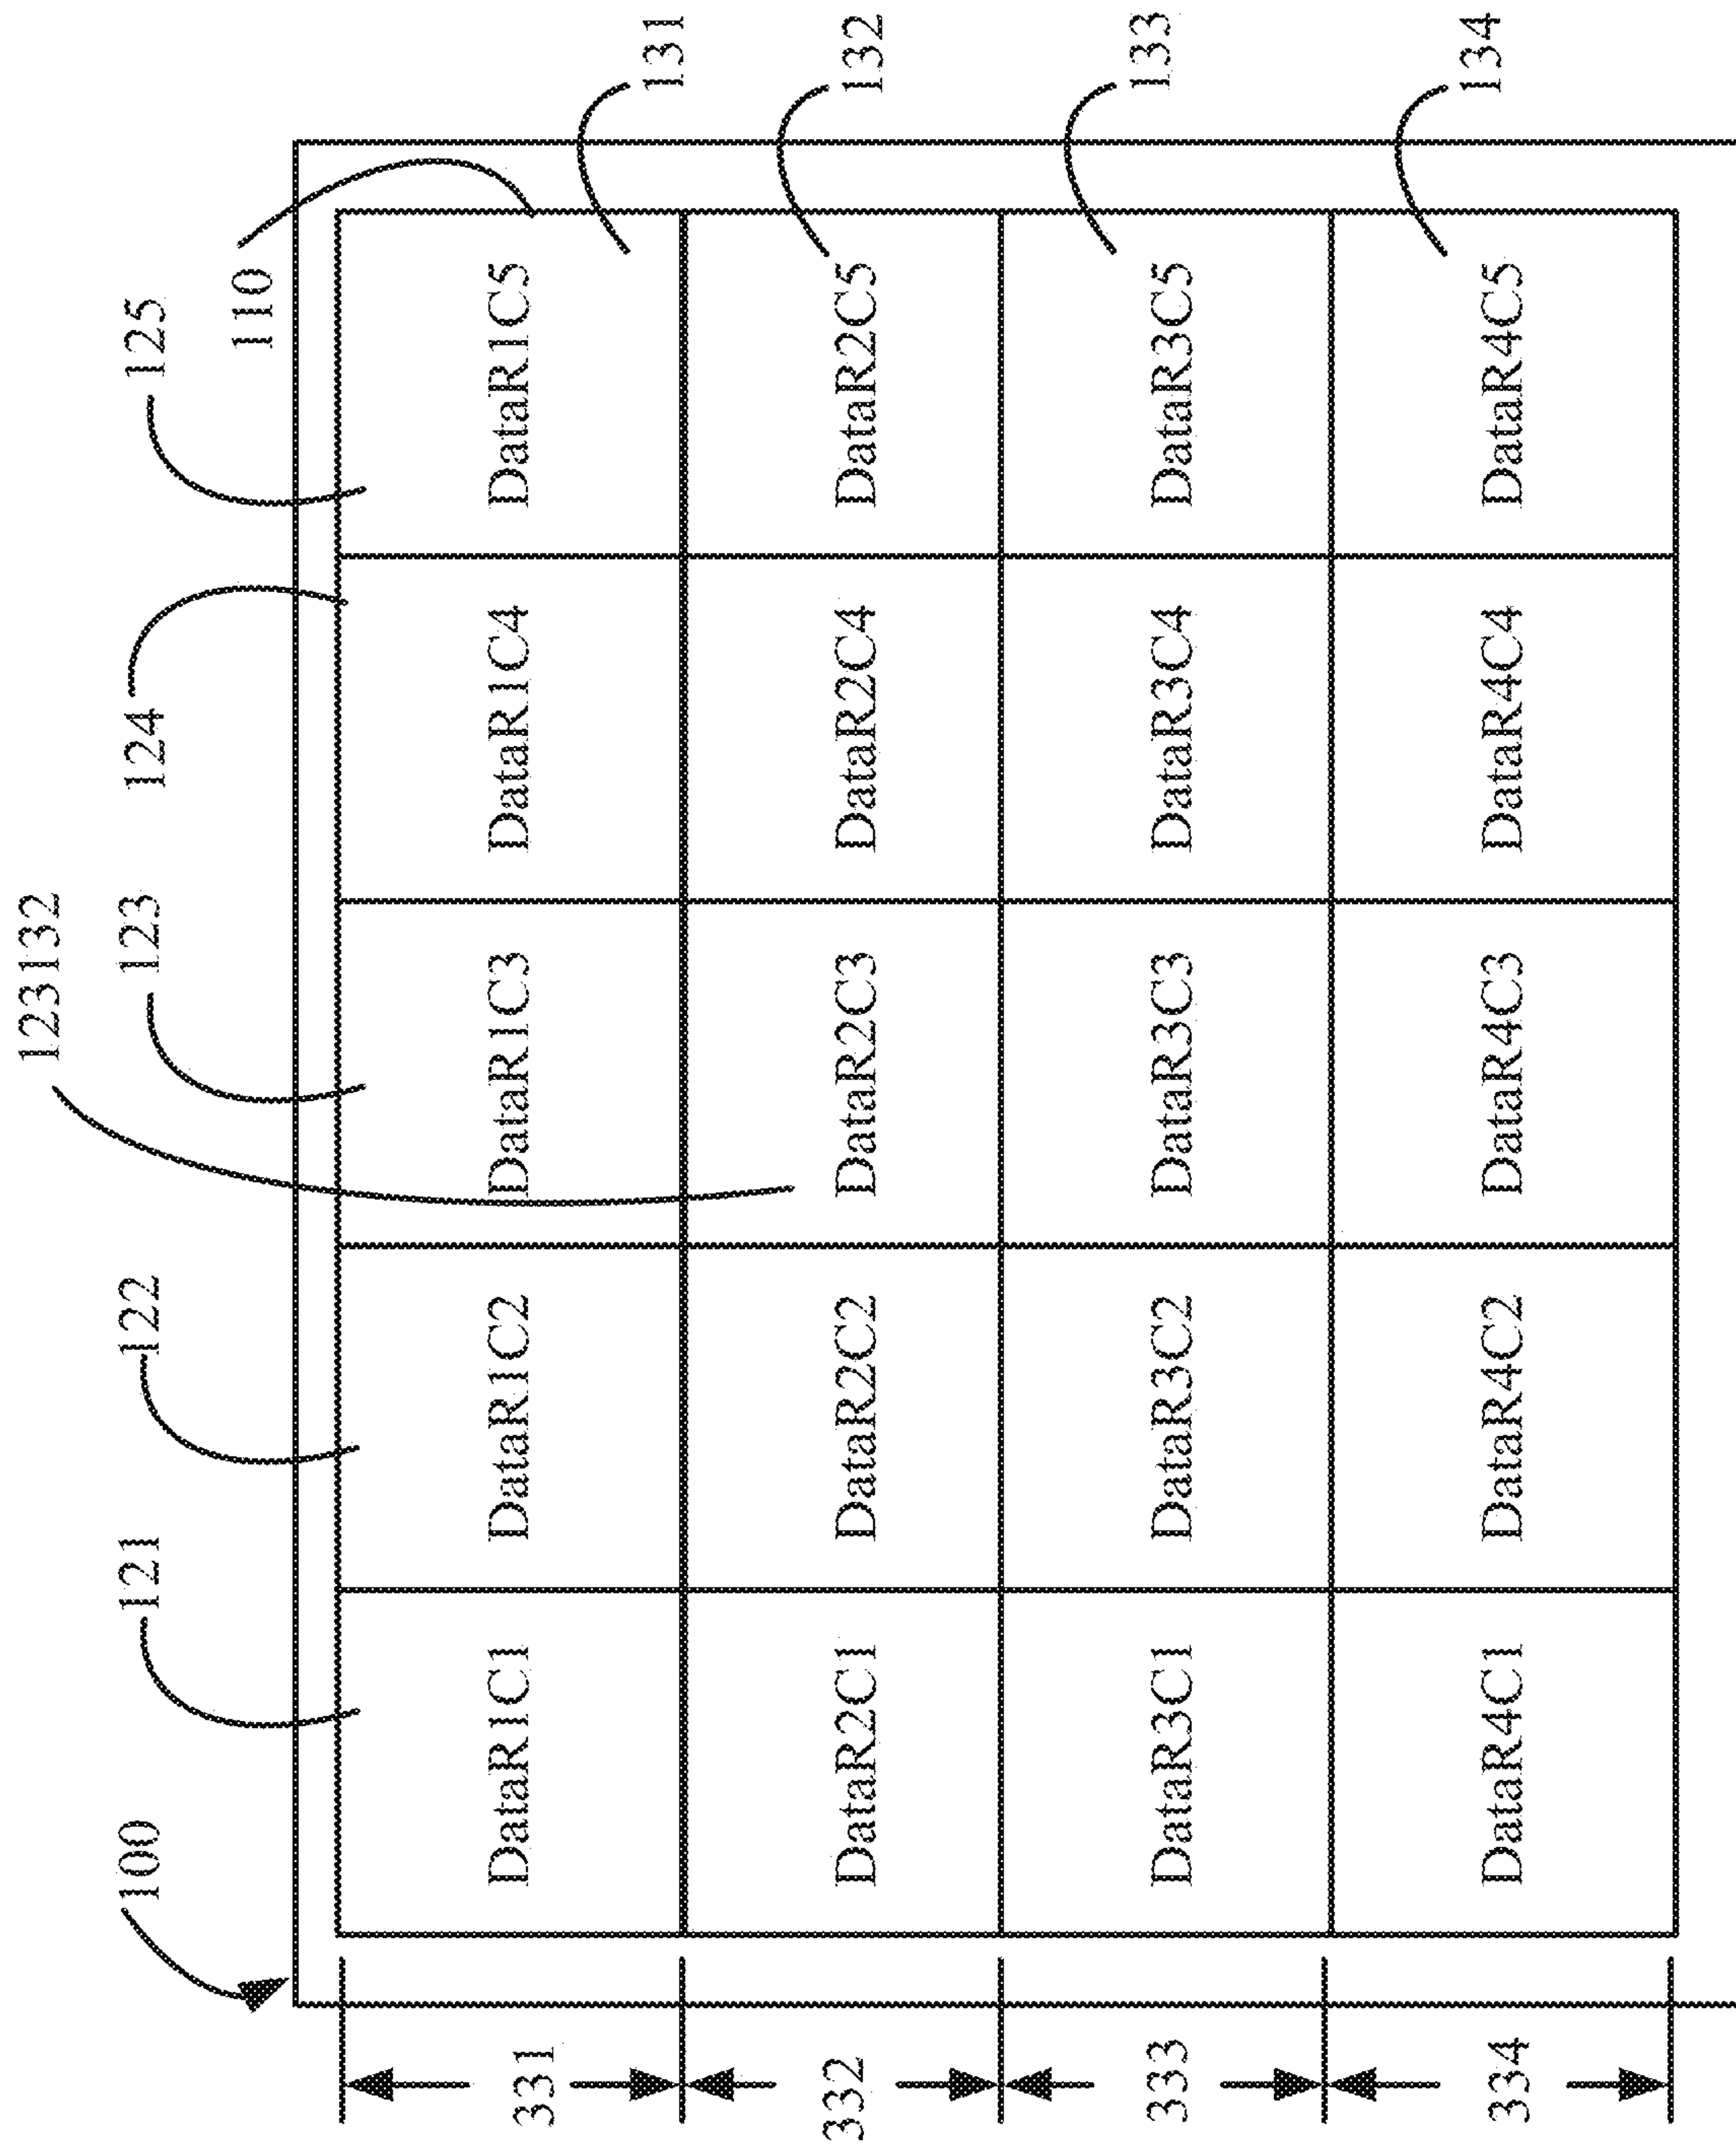 123132
100 121 122 123 124 125
110
DataR1C1 DataR1C2 DataR1C3 DataR1C4 DataR1C5
331
131
DataR2C1 DataR2C2 DataR2C3 DataR2C4 DataR2C5
332
132
DataR3C1 DataR3C2 DataR3C3 DataR3C4 DataR3C5
333
133
DataR4C1 DataR4C2 DataR4C3 DataR4C4 DataR4C5
334
134